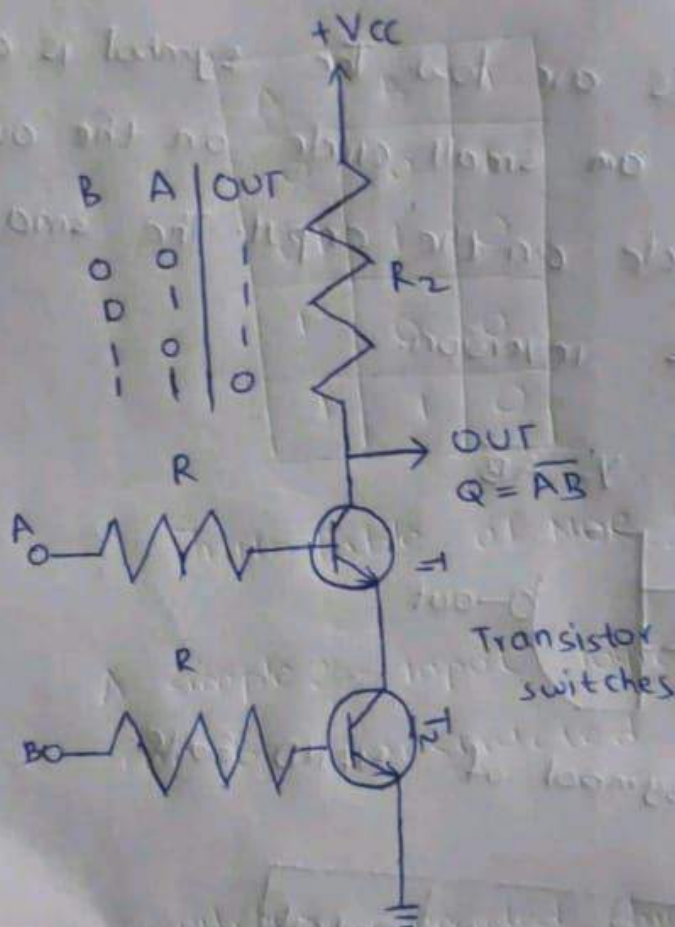 +Vcc
B A OUT
0 0 1
0 1 1
1 0 1
1 1 0
R2
OUT
Q = A̅B̅
R
A
T1
Transistor
switches
R
B
T2